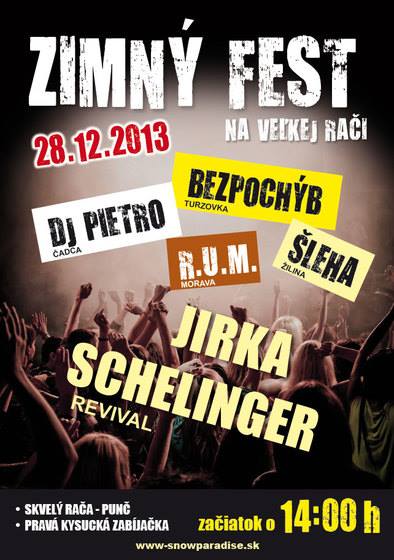 ZIMNÝ FEST
NA VEĽKEJ RAČI
28.12.2013
BEZPOCHÝB
TURZOVKA
Dj PIETRO
ČADCA
R.U.M.
MORAVA
ŠLEHA
ŽILINA
JIRKA
SCHELINGER
REVIVAL
• SKVELÝ RAČA - PUNČ
• PRAVÁ KYSUCKÁ ZABÍJAČKA
začiatok o 14:00 h
www-snowparadise.sk